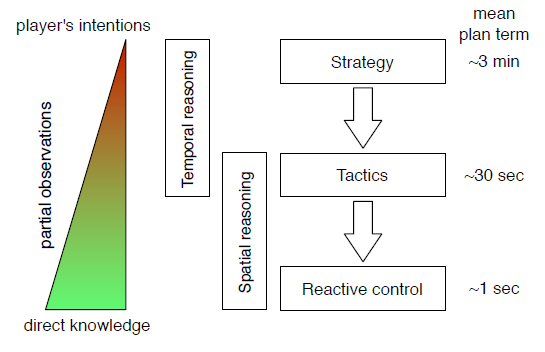 player's intentions
partial observations
direct knowledge
Temporal reasoning
Spatial reasoning
mean
plan term
Strategy
~3 min
Tactics
~30 sec
Reactive control
~1 sec